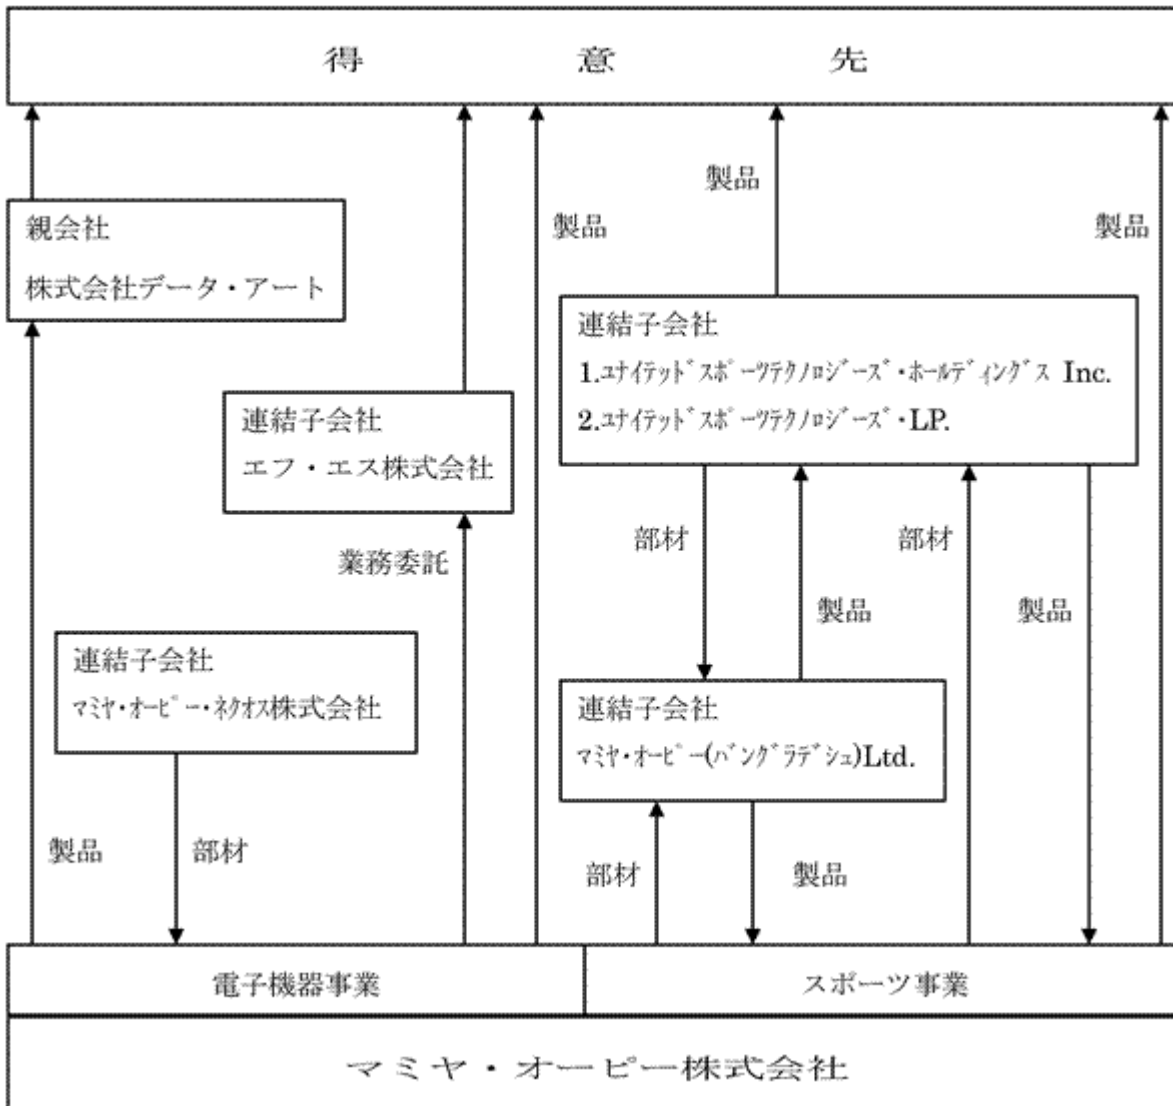 得意先
製品
製品
製品
親会社
株式会社データ・アート
連結子会社
1.ﾕﾅｲﾃｯﾄﾞｽﾎﾟｰﾂﾃｸﾉﾛｼﾞｰｽﾞ・ﾎｰﾙﾃﾞｨﾝｸﾞｽ Inc.
2.ﾕﾅｲﾃｯﾄﾞｽﾎﾟｰﾂﾃｸﾉﾛｼﾞｰｽﾞ・LP.
連結子会社
エフ・エス株式会社
業務委託
部材
部材
製品
製品
連結子会社
ﾏﾐﾔ・ｵｰﾋﾟｰ・ﾈｸｵｽ株式会社
連結子会社
ﾏﾐﾔ・ｵｰﾋﾟｰ(ﾊﾞﾝｸﾞﾗﾃﾞｼｭ)Ltd.
製品
部材
部材
製品
電子機器事業
スポーツ事業
マミヤ・オーピー株式会社